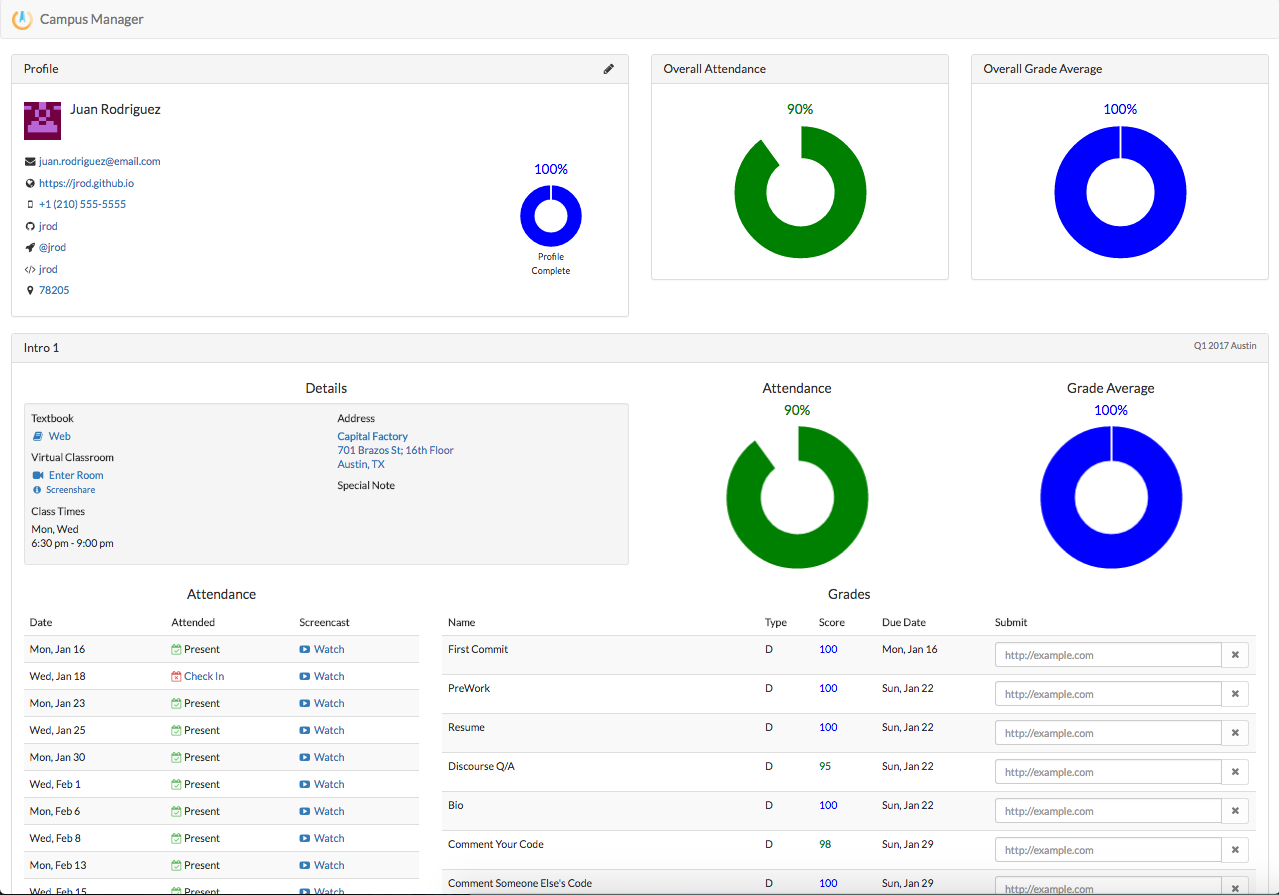 Campus Manager
Profile
Juan Rodriguez
juan.rodriguez@email.com
https://jrod.github.io
+1 (210) 555-5555
jrod
@jrod
jrod
78205
100%
Profile
Complete
Overall Attendance
90%
Overall Grade Average
100%
Intro 1
Q1 2017 Austin
Details
Textbook
Web
Virtual Classroom
Enter Room
Screenshare
Class Times
Mon, Wed
6:30 pm - 9:00 pm
Address
Capital Factory
701 Brazos St; 16th Floor
Austin, TX
Special Note
Attendance
90%
Grade Average
100%
Attendance
Date Attended Screencast
Mon, Jan 16 Present Watch
Wed, Jan 18 Check In Watch
Mon, Jan 23 Present Watch
Wed, Jan 25 Present Watch
Mon, Jan 30 Present Watch
Wed, Feb 1 Present Watch
Mon, Feb 6 Present Watch
Wed, Feb 8 Present Watch
Mon, Feb 13 Present Watch
Wed, Feb 15 Present Watch
Grades
Name Type Score Due Date Submit
First Commit D 100 Mon, Jan 16 http://example.com
PreWork D 100 Sun, Jan 22 http://example.com
Resume D 100 Sun, Jan 22 http://example.com
Discourse Q/A D 95 Sun, Jan 22 http://example.com
Bio D 100 Sun, Jan 22 http://example.com
Comment Your Code D 98 Sun, Jan 29 http://example.com
Comment Someone Else's Code D 100 Sun, Jan 29 http://example.com